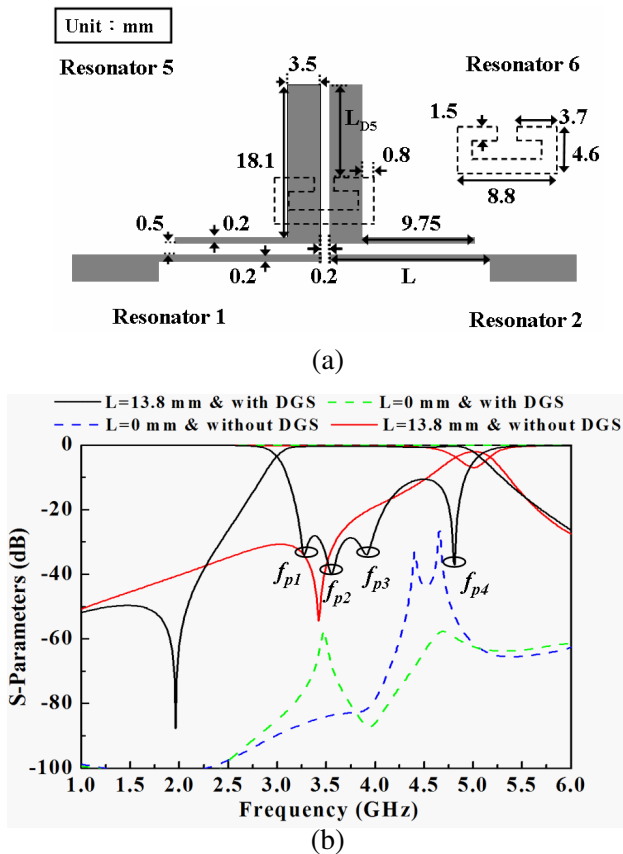 Unit : mm
Resonator 5
Resonator 6
3.5
L_D5
1.5
3.7
4.6
18.1
0.8
8.8
0.5
0.2
9.75
0.2
0.2
L
Resonator 1
Resonator 2
(a)
L=13.8 mm & with DGS
L=0 mm & with DGS
L=0 mm & without DGS
L=13.8 mm & without DGS
0
-20
-40
-60
-80
-100
S-Parameters (dB)
f_p1
f_p2
f_p3
f_p4
1.0 1.5 2.0 2.5 3.0 3.5 4.0 4.5 5.0 5.5 6.0
Frequency (GHz)
(b)